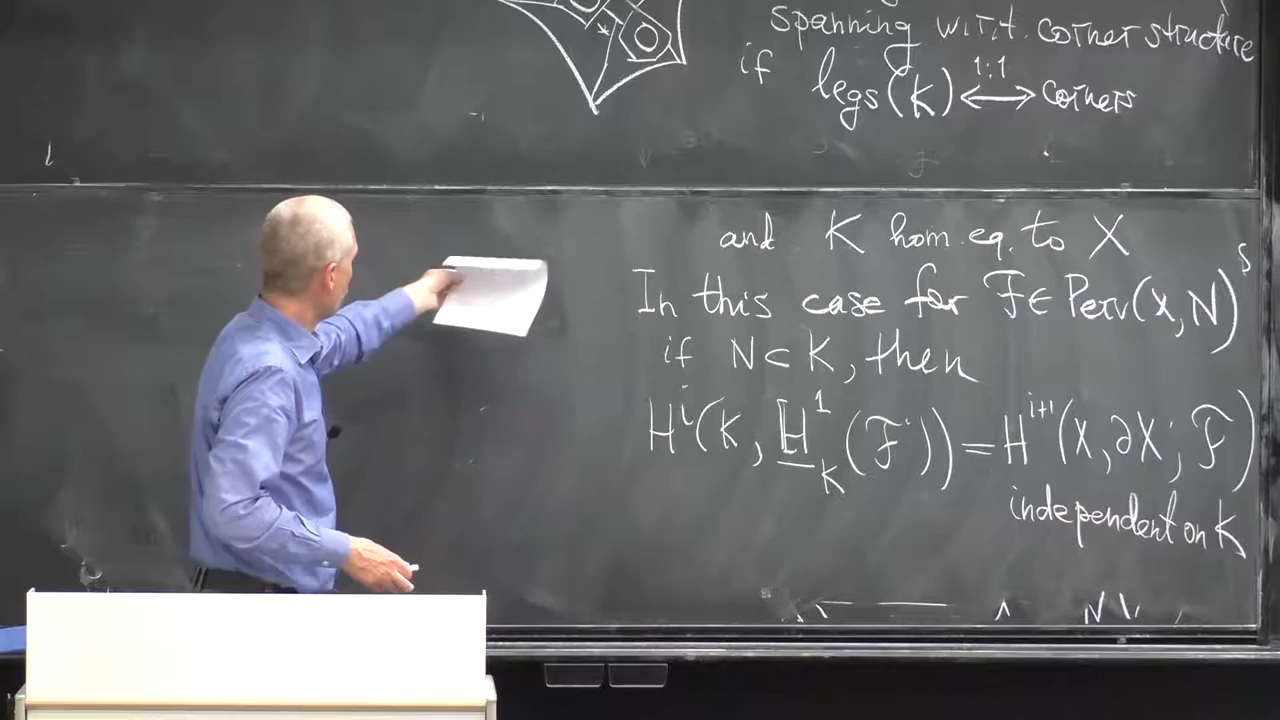 spanning w.r.t. corner structure
if legs(K) 1:1 ⟷ corners
and K hom. eq. to X
In this case for F ∈ Perv(X, N)
if N ⊂ K, then
H^i(K, ℍ^1_K(F^•)) = H^{i+1}(X, ∂X; F)
independent on K